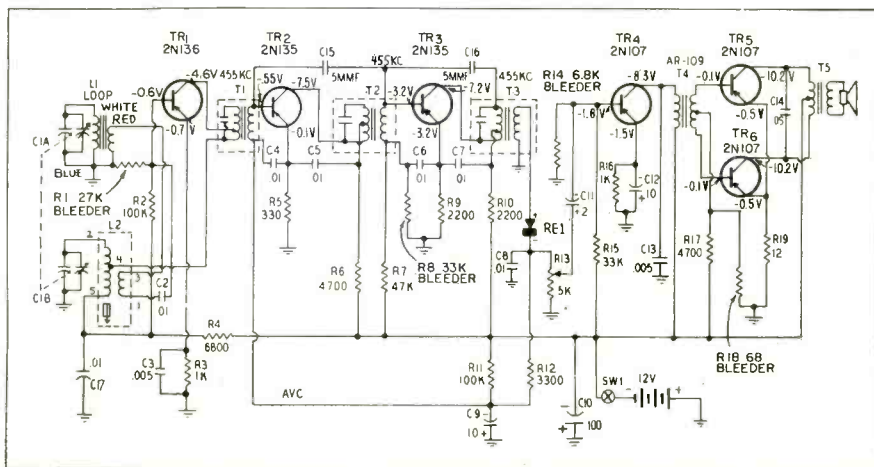 TR1
2N136
TR2
2N135
TR3
2N135
TR4
2N107
TR5
2N107
TR6
2N107
L1
LOOP
WHITE
RED
BLUE
C1A
C1B
R1 27K
BLEEDER
R2
100K
L2
2
4
5
3
1
C2
.01
-0.6V
-4.6V
-0.7V
455KC
T1
C15
5MMF
-.55V
-7.5V
-0.1V
C4
.01
C5
.01
R5
330
455KC
T2
-3.2V
-3.2V
C16
5MMF
-7.2V
455KC
T3
C6
.01
C7
.01
R9
2200
R10
2200
R8 33K
BLEEDER
R6
4700
R7
47K
RE1
C8
.01
R13
5K
C11
+2
R14 6.8K
BLEEDER
-1.6V
-8.3V
-1.5V
R16
1K
C12
+10
R15
33K
C13
.005
AR-109
T4
-0.1V
-10.2V
-0.5V
C14
.05
T5
-0.1V
-10.2V
-0.5V
R17
4700
R19
12
R18 68
BLEEDER
R4
6800
C3
.005
R3
1K
.01
C17
AVC
R11
100K
R12
3300
C9
10 +
C10
-
+
100
SW1
-
12V
+